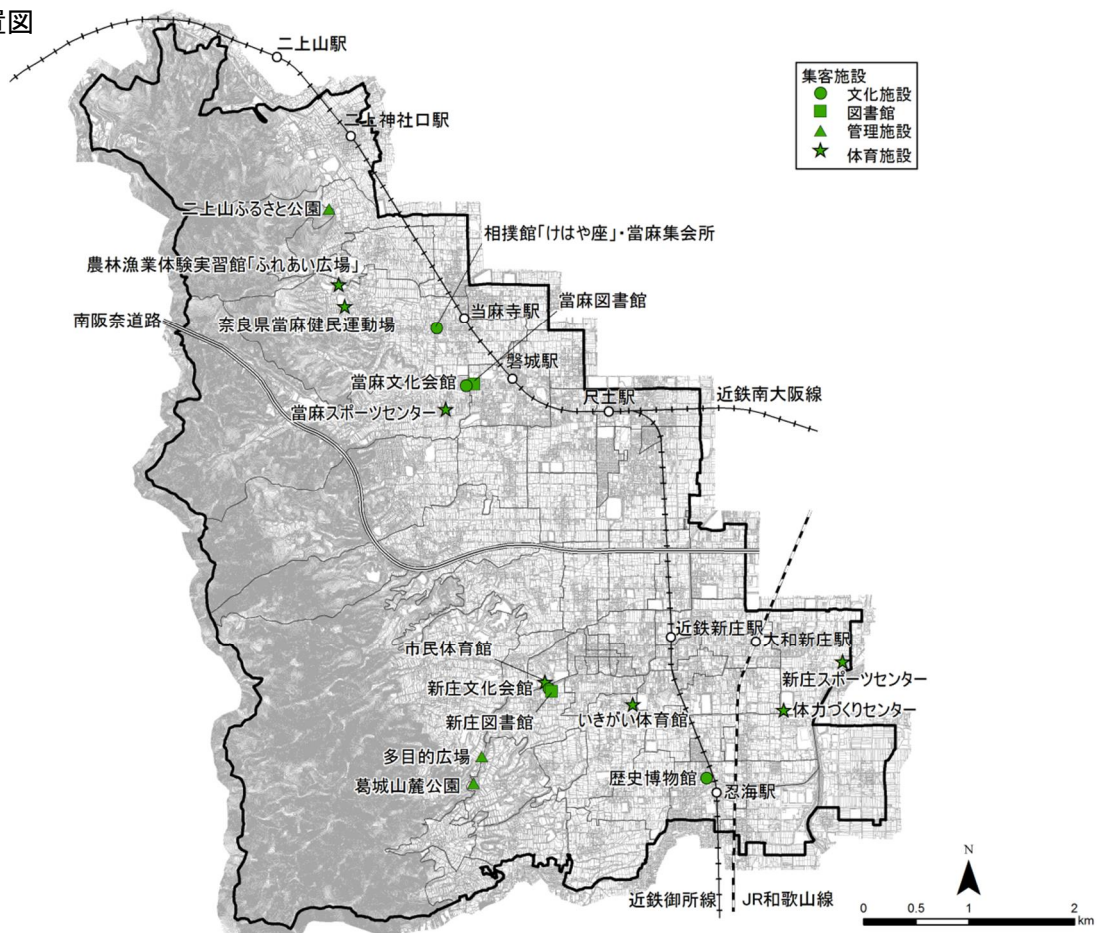 置図
二上山駅
集客施設
文化施設
図書館
管理施設
体育施設
二上神社口駅
二上山ふるさと公園
相撲館「けはや座」・當麻集会所
農林漁業体験実習館「ふれあい広場」
當麻図書館
南阪奈道路
奈良県當麻健民運動場
当麻寺駅
磐城駅
當麻文化会館
尺土駅
近鉄南大阪線
當麻スポーツセンター
近鉄新庄駅
大和新庄駅
市民体育館
新庄文化会館
新庄スポーツセンター
新庄図書館
いきがい体育館
体力づくりセンター
多目的広場
葛城山麓公園
歴史博物館
忍海駅
近鉄御所線
JR和歌山線
N
0 0.5 1 2
km